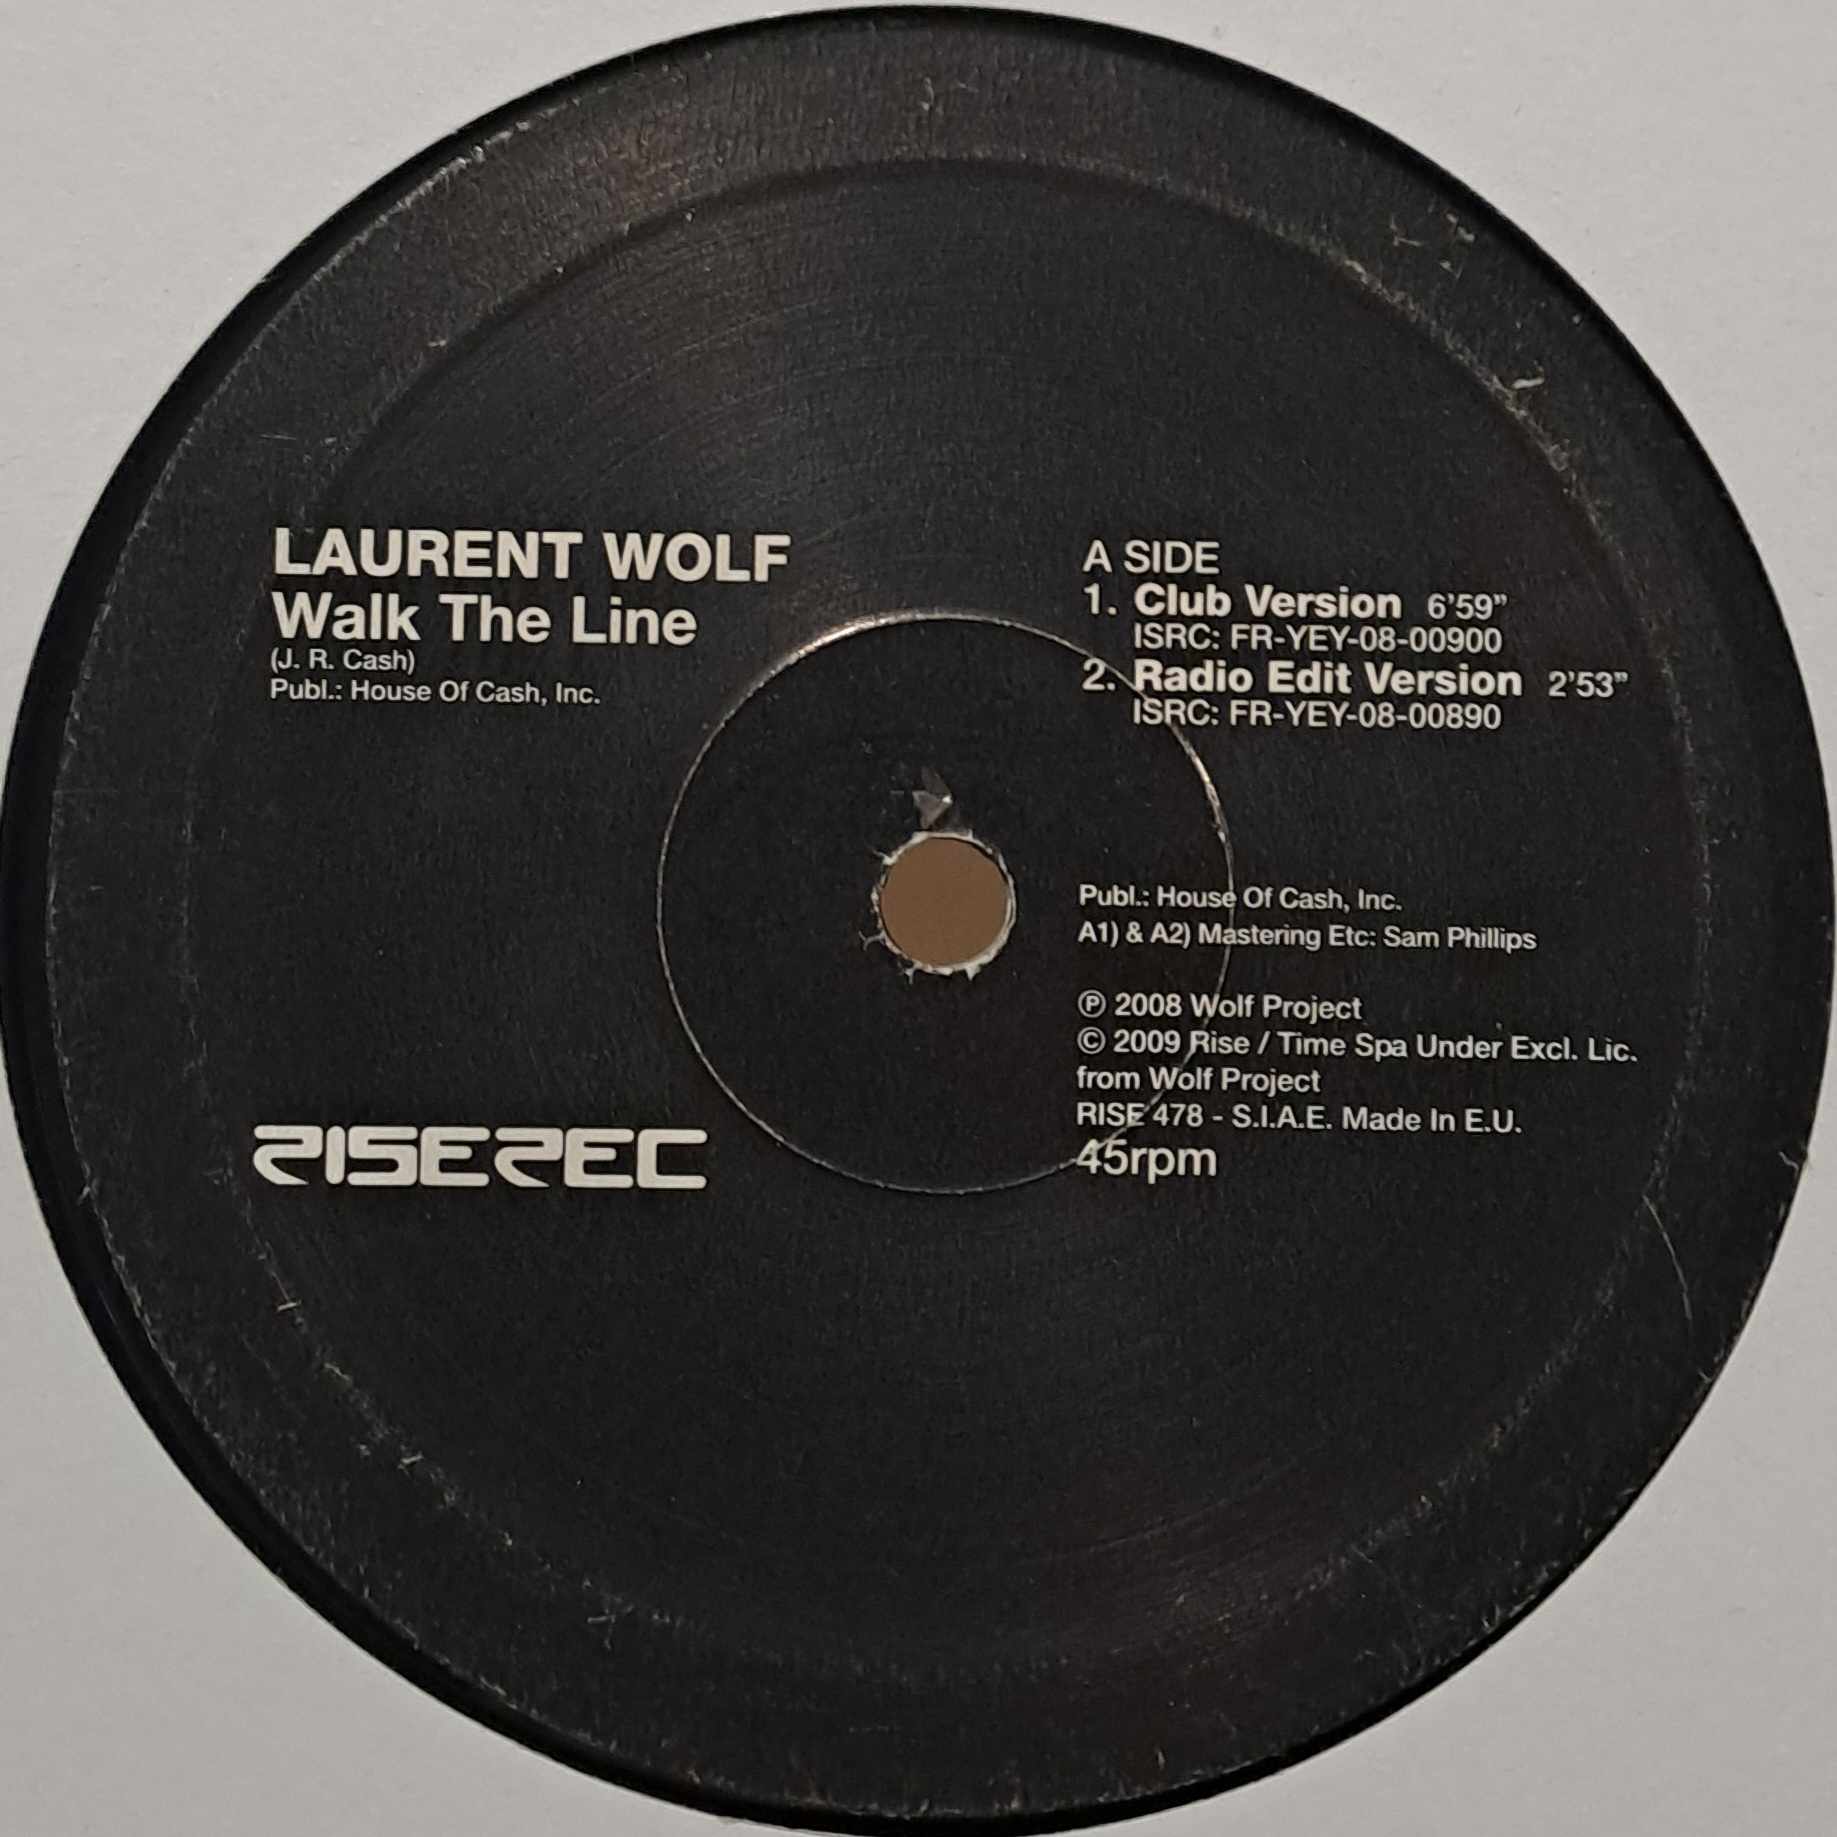 LAURENT WOLF
Walk The Line
(J. R. Cash)
Publ.: House Of Cash, Inc.
RISEREC
A SIDE
1. Club Version 6'59"
ISRC: FR-YEY-08-00900
2. Radio Edit Version 2'53"
ISRC: FR-YEY-08-00890
Publ.: House Of Cash, Inc.
A1) & A2) Mastering Etc: Sam Phillips
℗ 2008 Wolf Project
© 2009 Rise / Time Spa Under Excl. Lic.
from Wolf Project
RISE 478 - S.I.A.E. Made In E.U.
45rpm